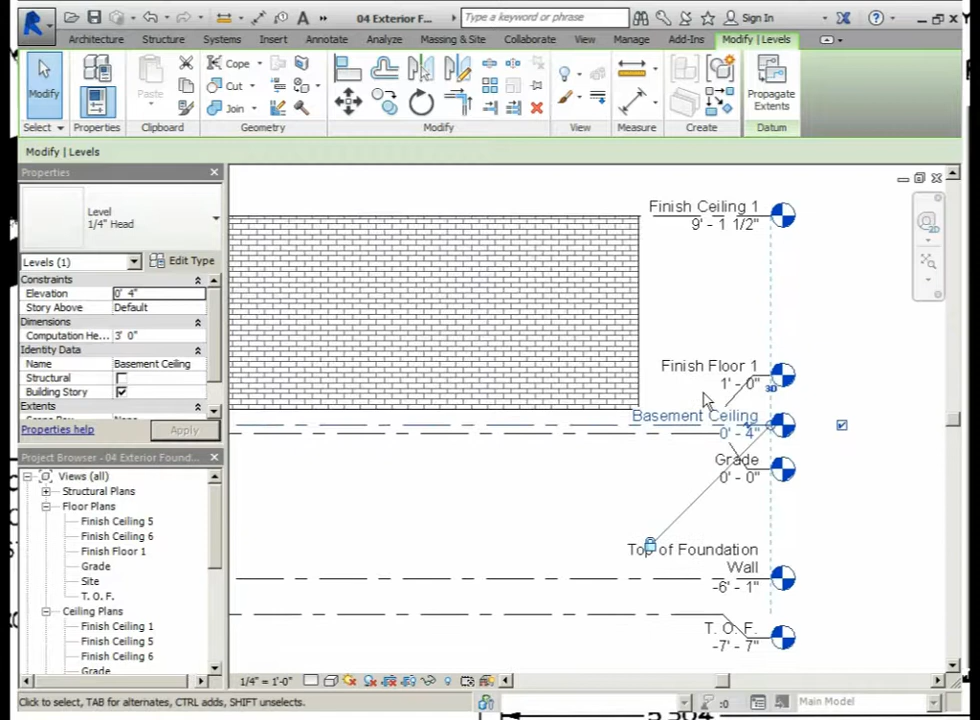 04 Exterior F...
Type a keyword or phrase
Sign In
Architecture Structure Systems Insert Annotate Analyze Massing & Site Collaborate View Manage Add-Ins Modify | Levels
Modify
Properties
Paste
Cope
Cut
Join
Propagate
Extents
Select Properties Clipboard Geometry Modify View Measure Create Datum
Modify | Levels
Properties
Level
1/4" Head
Levels (1) Edit Type
Constraints
Elevation 0' 4"
Story Above Default
Dimensions
Computation He... 3' 0"
Identity Data
Name Basement Ceiling
Structural
Building Story
Extents
Properties help Apply
Project Browser - 04 Exterior Found...
Views (all)
Structural Plans
Floor Plans
Finish Ceiling 5
Finish Ceiling 6
Finish Floor 1
Grade
Site
T. O. F.
Ceiling Plans
Finish Ceiling 1
Finish Ceiling 5
Finish Ceiling 6
Grade
2D
Finish Ceiling 1
9' - 1 1/2"
Finish Floor 1
1' - 0"
3D
Basement Ceiling
0' - 4"
Grade
0' - 0"
Top of Foundation
Wall
-6' - 1"
T. O. F.
-7' - 7"
1/4" = 1'-0"
Click to select, TAB for alternates, CTRL adds, SHIFT unselects.
:0
Main Model